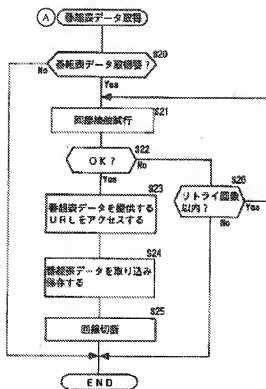 A 番組表データ取得
S20
番組表データ取得要?
No
Yes
S21
回線接続試行
S22
OK?
No
Yes
S23
番組表データを提供する
URLをアクセスする
S26
リトライ回数
以内?
Yes
No
S24
番組表データを取り込み
保存する
S25
回線切断
END